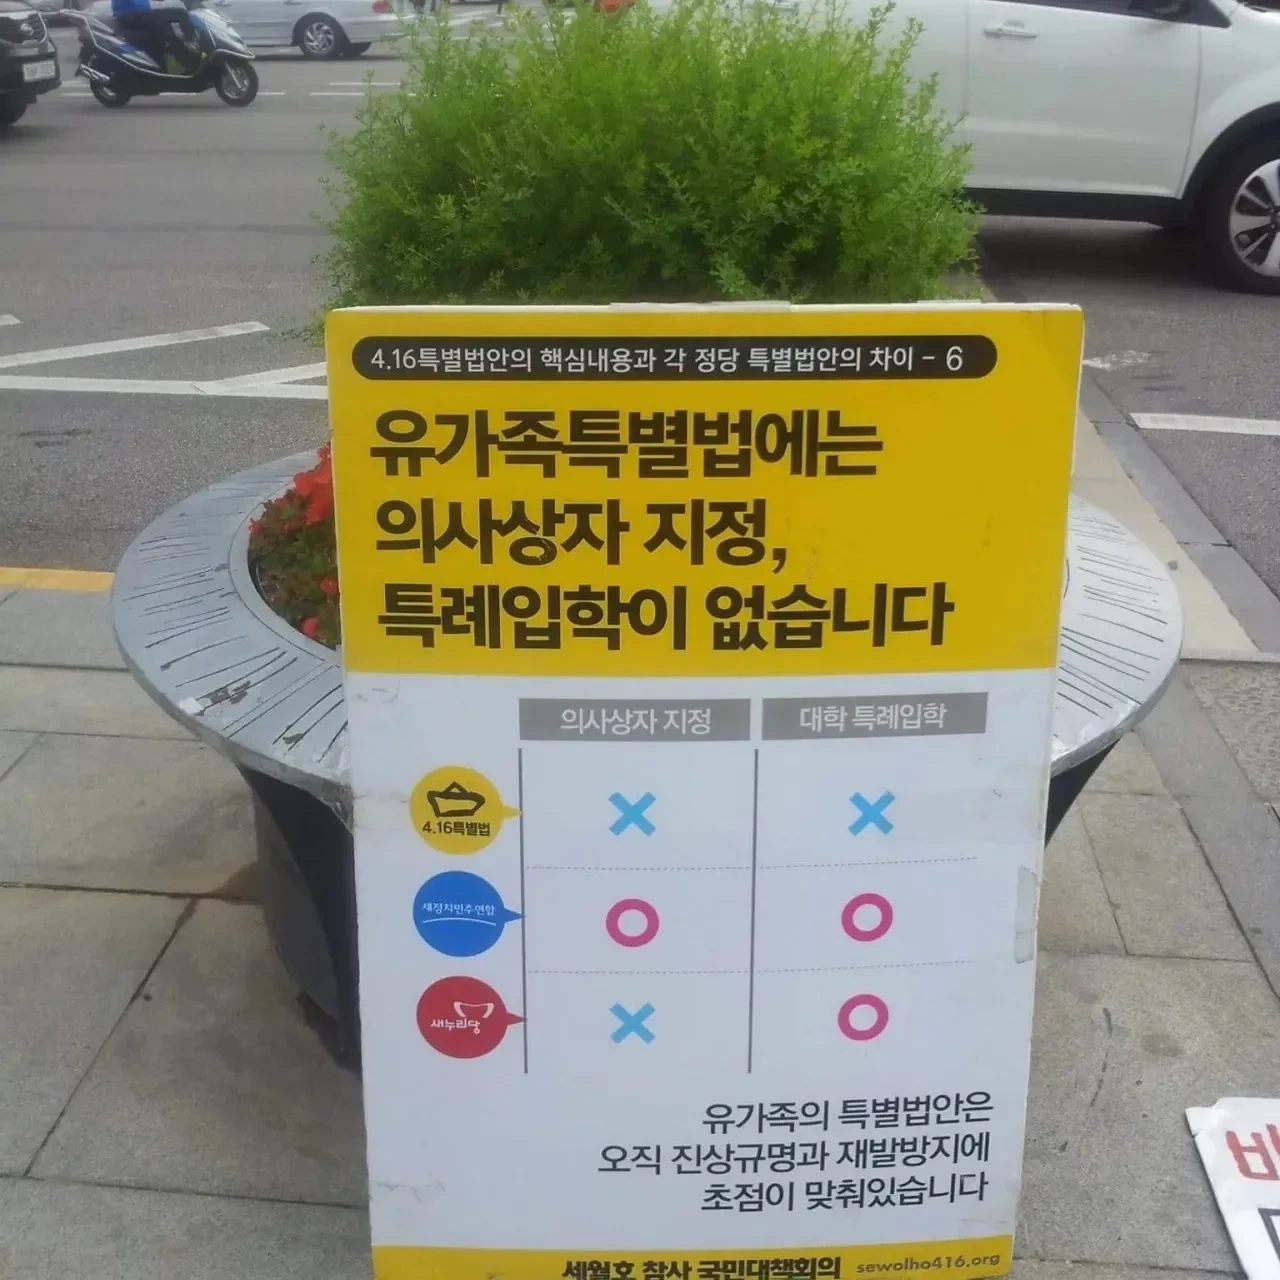 4.16특별법안의 핵심내용과 각 정당 특별법안의 차이 - 6
유가족특별법에는
의사상자 지정,
특례입학이 없습니다
의사상자 지정
대학 특례입학
4.16특별법
새정치민주연합
새누리당
유가족의 특별법안은
오직 진상규명과 재발방지에
초점이 맞춰있습니다
세월호 참사 국민대책회의 sewolho416.org